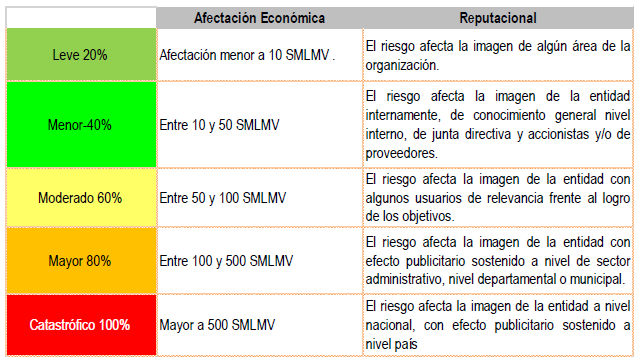 Afectación Económica Reputacional
Leve 20% Afectación menor a 10 SMLMV . El riesgo afecta la imagen de algún área de la
organización.
Menor-40% Entre 10 y 50 SMLMV El riesgo afecta la imagen de la entidad
internamente, de conocimiento general nivel
interno, de junta directiva y accionistas y/o de
proveedores.
Moderado 60% Entre 50 y 100 SMLMV El riesgo afecta la imagen de la entidad con
algunos usuarios de relevancia frente al logro
de los objetivos.
Mayor 80% Entre 100 y 500 SMLMV El riesgo afecta la imagen de la entidad con
efecto publicitario sostenido a nivel de sector
administrativo, nivel departamental o municipal.
Catastrófico 100% Mayor a 500 SMLMV El riesgo afecta la imagen de la entidad a nivel
nacional, con efecto publicitario sostenido a
nivel país